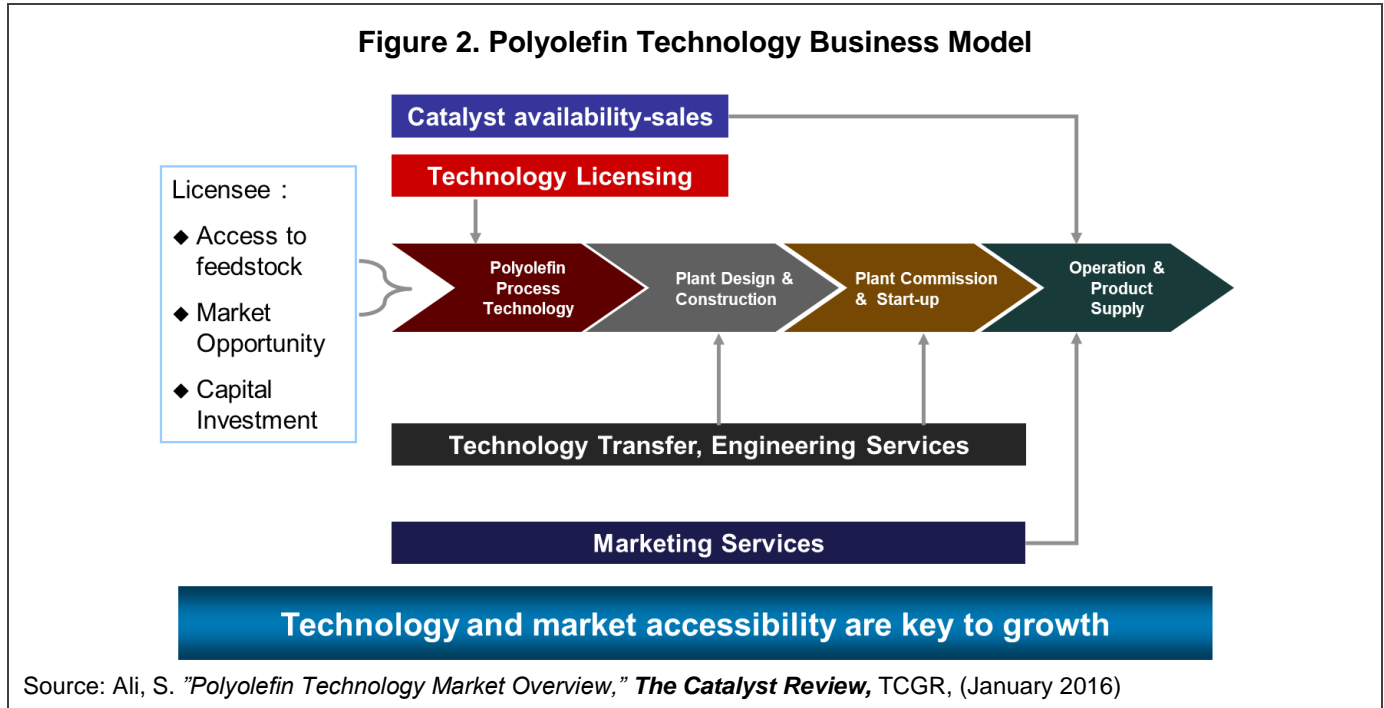 Figure 2. Polyolefin Technology Business Model
Catalyst availability-sales
Technology Licensing
Licensee :
◆ Access to
feedstock
◆ Market
Opportunity
◆ Capital
Investment
Polyolefin
Process
Technology
Plant Design &
Construction
Plant Commission
& Start-up
Operation &
Product
Supply
Technology Transfer, Engineering Services
Marketing Services
Technology and market accessibility are key to growth
Source: Ali, S. ”Polyolefin Technology Market Overview,” The Catalyst Review, TCGR, (January 2016)